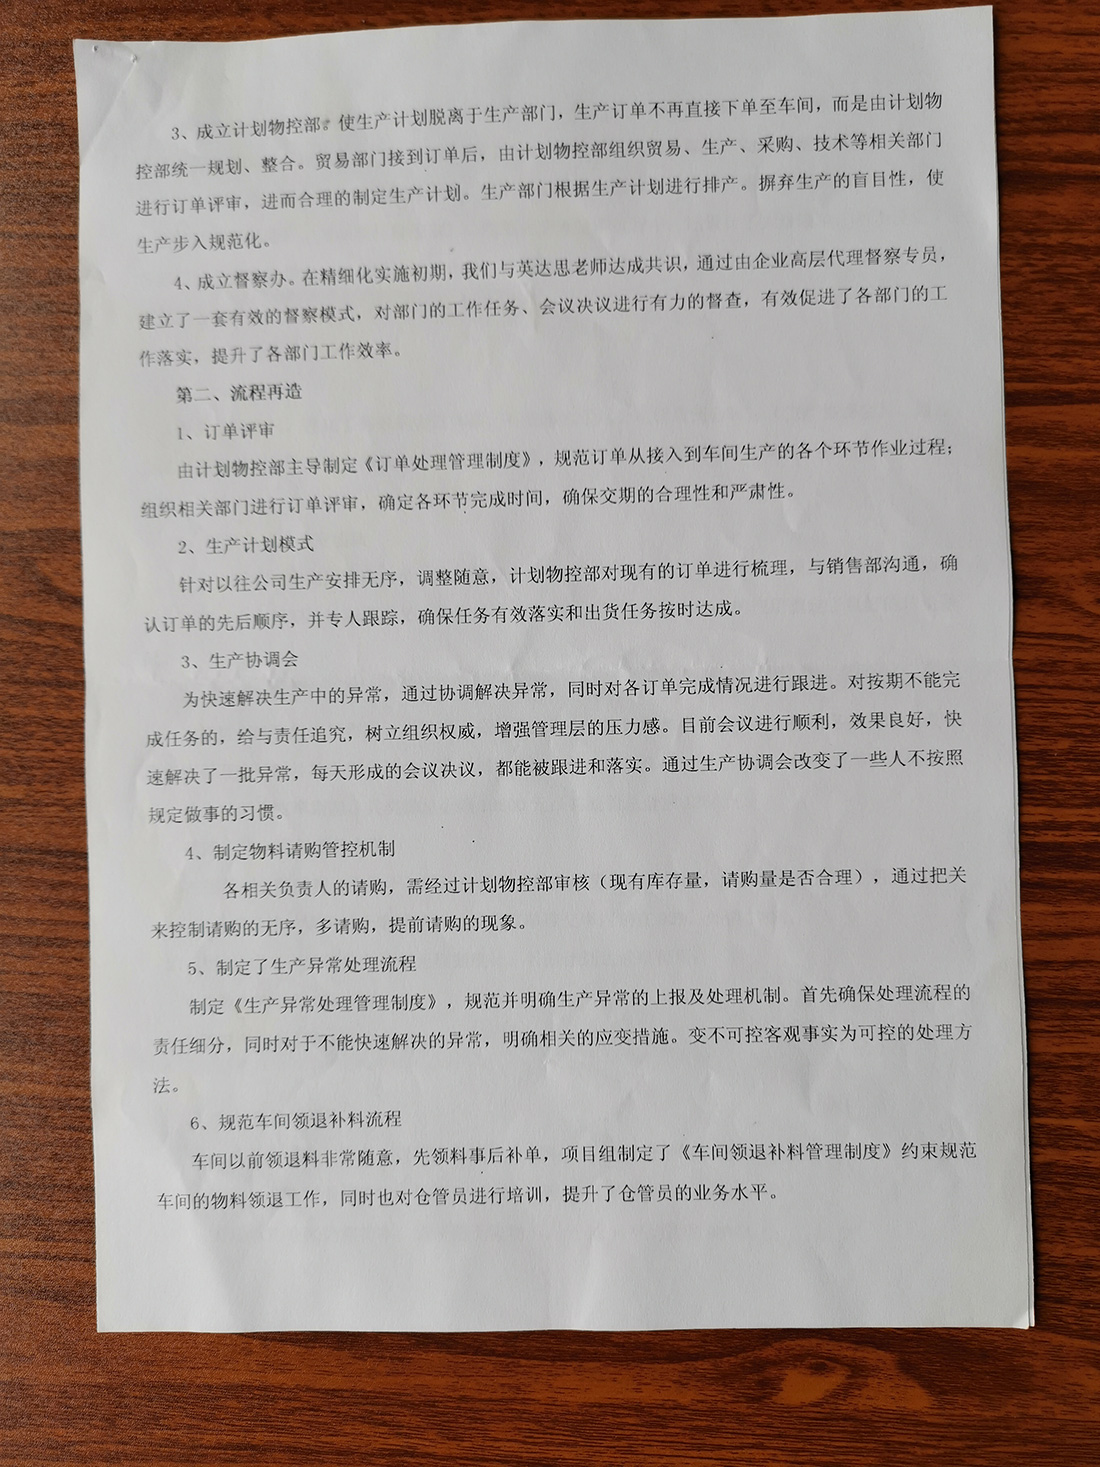 3、成立计划物控部。使生产计划脱离于生产部门，生产订单不再直接下单至车间，而是由计划物
控部统一规划、整合。贸易部门接到订单后，由计划物控部组织贸易、生产、采购、技术等相关部门
进行订单评审，进而合理的制定生产计划。生产部门根据生产计划进行排产。摒弃生产的盲目性，使
生产步入规范化。
4、成立督察办。在精细化实施初期，我们与英达思老师达成共识，通过由企业高层代理督察专员，
建立了一套有效的督察模式，对部门的工作任务、会议决议进行有力的督查，有效促进了各部门的工
作落实，提升了各部门工作效率。
第二、流程再造
1、订单评审
由计划物控部主导制定《订单处理管理制度》，规范订单从接入到车间生产的各个环节作业过程；
组织相关部门进行订单评审，确定各环节完成时间，确保交期的合理性和严肃性。
2、生产计划模式
针对以往公司生产安排无序，调整随意，计划物控部对现有的订单进行梳理，与销售部沟通，确
认订单的先后顺序，并专人跟踪，确保任务有效落实和出货任务按时达成。
3、生产协调会
为快速解决生产中的异常，通过协调解决异常，同时对各订单完成情况进行跟进。对按期不能完
成任务的，给与责任追究，树立组织权威，增强管理层的压力感。目前会议进行顺利，效果良好，快
速解决了一批异常，每天形成的会议决议，都能被跟进和落实。通过生产协调会改变了一些人不按照
规定做事的习惯。
4、制定物料请购管控机制
各相关负责人的请购，需经过计划物控部审核（现有库存量，请购量是否合理），通过把关
来控制请购的无序，多请购，提前请购的现象。
5、制定了生产异常处理流程
制定《生产异常处理管理制度》，规范并明确生产异常的上报及处理机制。首先确保处理流程的
责任细分，同时对于不能快速解决的异常，明确相关的应变措施。变不可控客观事实为可控的处理方
法。
6、规范车间领退补料流程
车间以前领退料非常随意，先领料事后补单，项目组制定了《车间领退补料管理制度》约束规范
车间的物料领退工作，同时也对仓管员进行培训，提升了仓管员的业务水平。